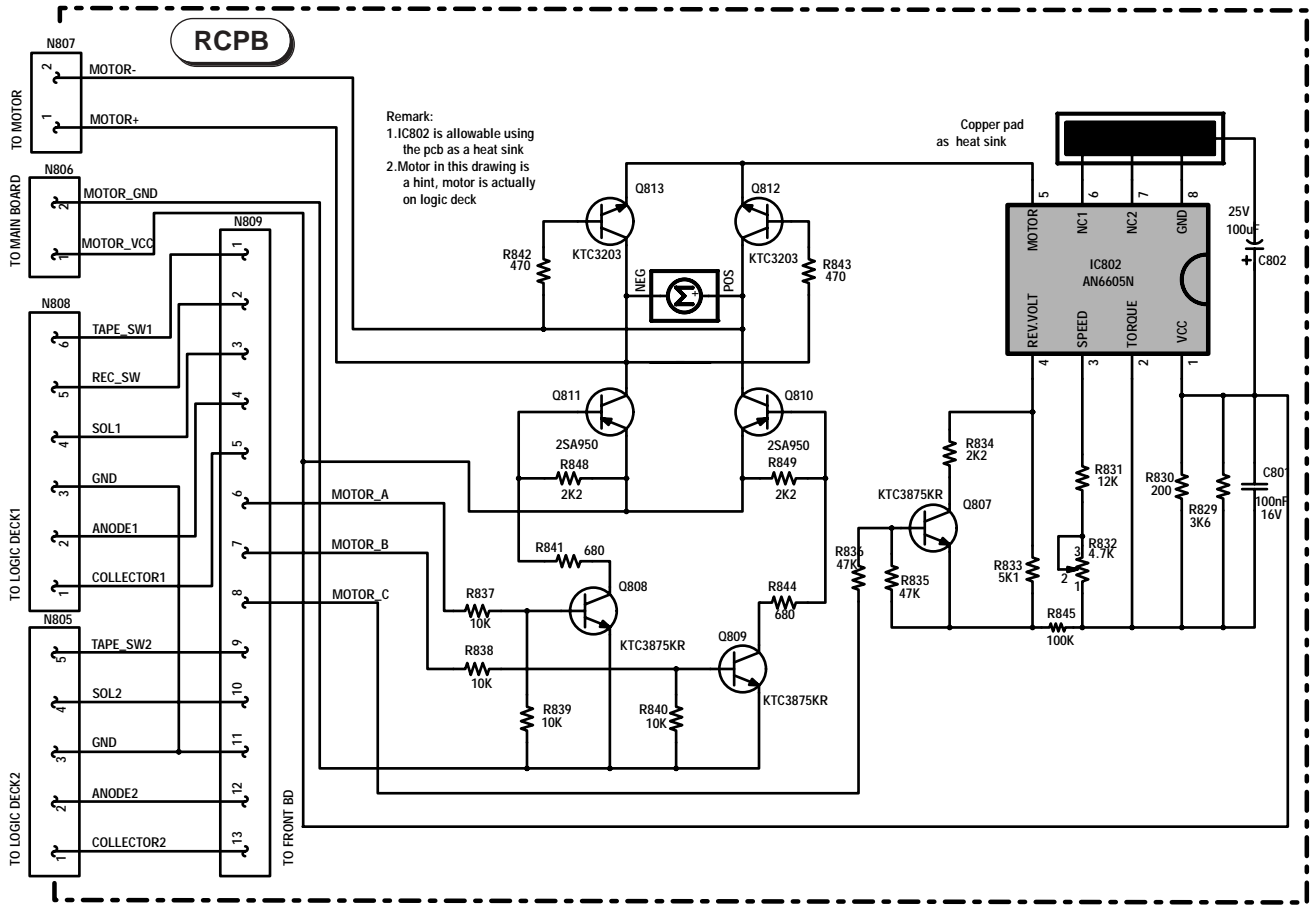 RCPB
N807
2
MOTOR-
1
MOTOR+
TO MOTOR
Remark:
1.IC802 is allowable using
the pcb as a heat sink
2.Motor in this drawing is
a hint, motor is actually
on logic deck
N806
2
MOTOR_GND
1
MOTOR_VCC
TO MAIN BOARD
N808
6
TAPE_SW1
5
REC_SW
4
SOL1
3
GND
2
ANODE1
1
COLLECTOR1
TO LOGIC DECK1
N805
5
TAPE_SW2
4
SOL2
3
GND
2
ANODE2
1
COLLECTOR2
TO LOGIC DECK2
N809
1
2
3
4
5
6
7
8
9
10
11
12
13
TO FRONT BD
MOTOR_A
MOTOR_B
MOTOR_C
Q813
KTC3203
Q812
KTC3203
R842
470
R843
470
NEG
POS
+
Q811
2SA950
Q810
2SA950
R848
2K2
R849
2K2
R841
680
Q808
KTC3875KR
R837
10K
R838
10K
R839
10K
R840
10K
Q809
KTC3875KR
R844
680
Copper pad
as heat sink
5
6
7
8
MOTOR
NC1
NC2
GND
IC802
AN6605N
REV.VOLT
SPEED
TORQUE
VCC
4
3
2
1
25V
100uF
+
C802
R834
2K2
KTC3875KR
Q807
R836
47K
R835
47K
R833
5K1
R831
12K
R832
4.7K
3
2
1
R845
100K
R830
200
R829
3K6
C801
100nF
16V